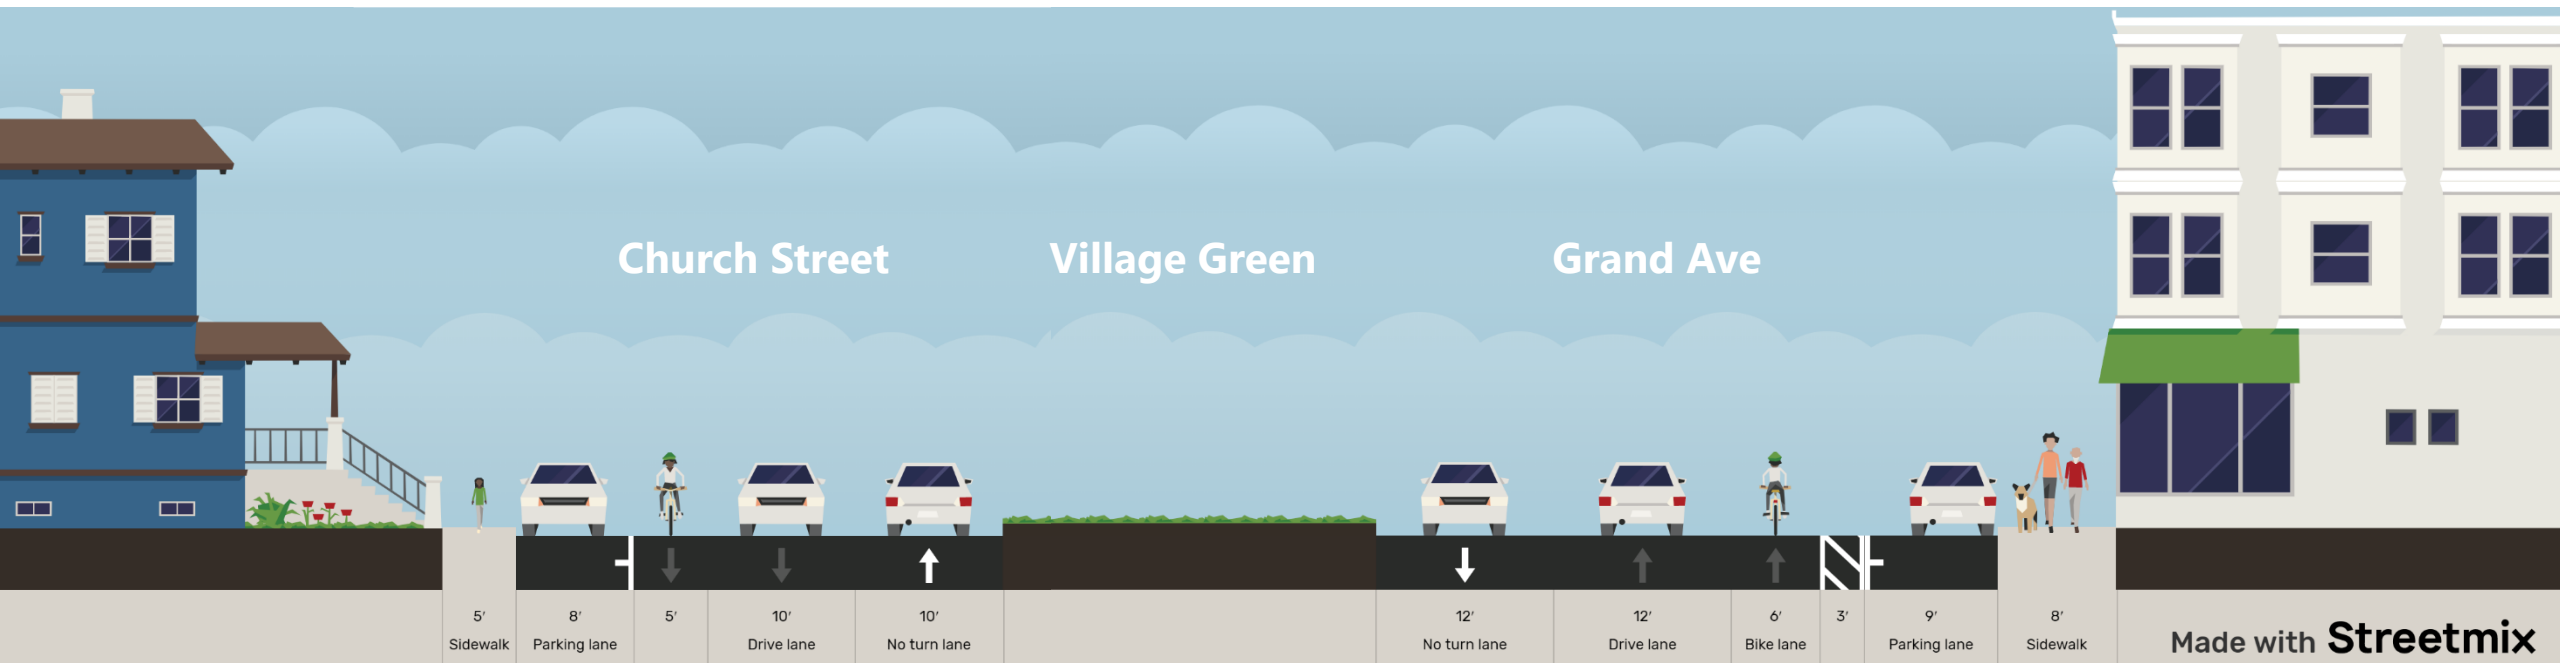 Church Street
Village Green
Grand Ave
5'
8'
5'
10'
10'
12'
12'
6'
3'
9'
8'
Sidewalk
Parking lane
Drive lane
No turn lane
No turn lane
Drive lane
Bike lane
Parking lane
Sidewalk
Made with Streetmix